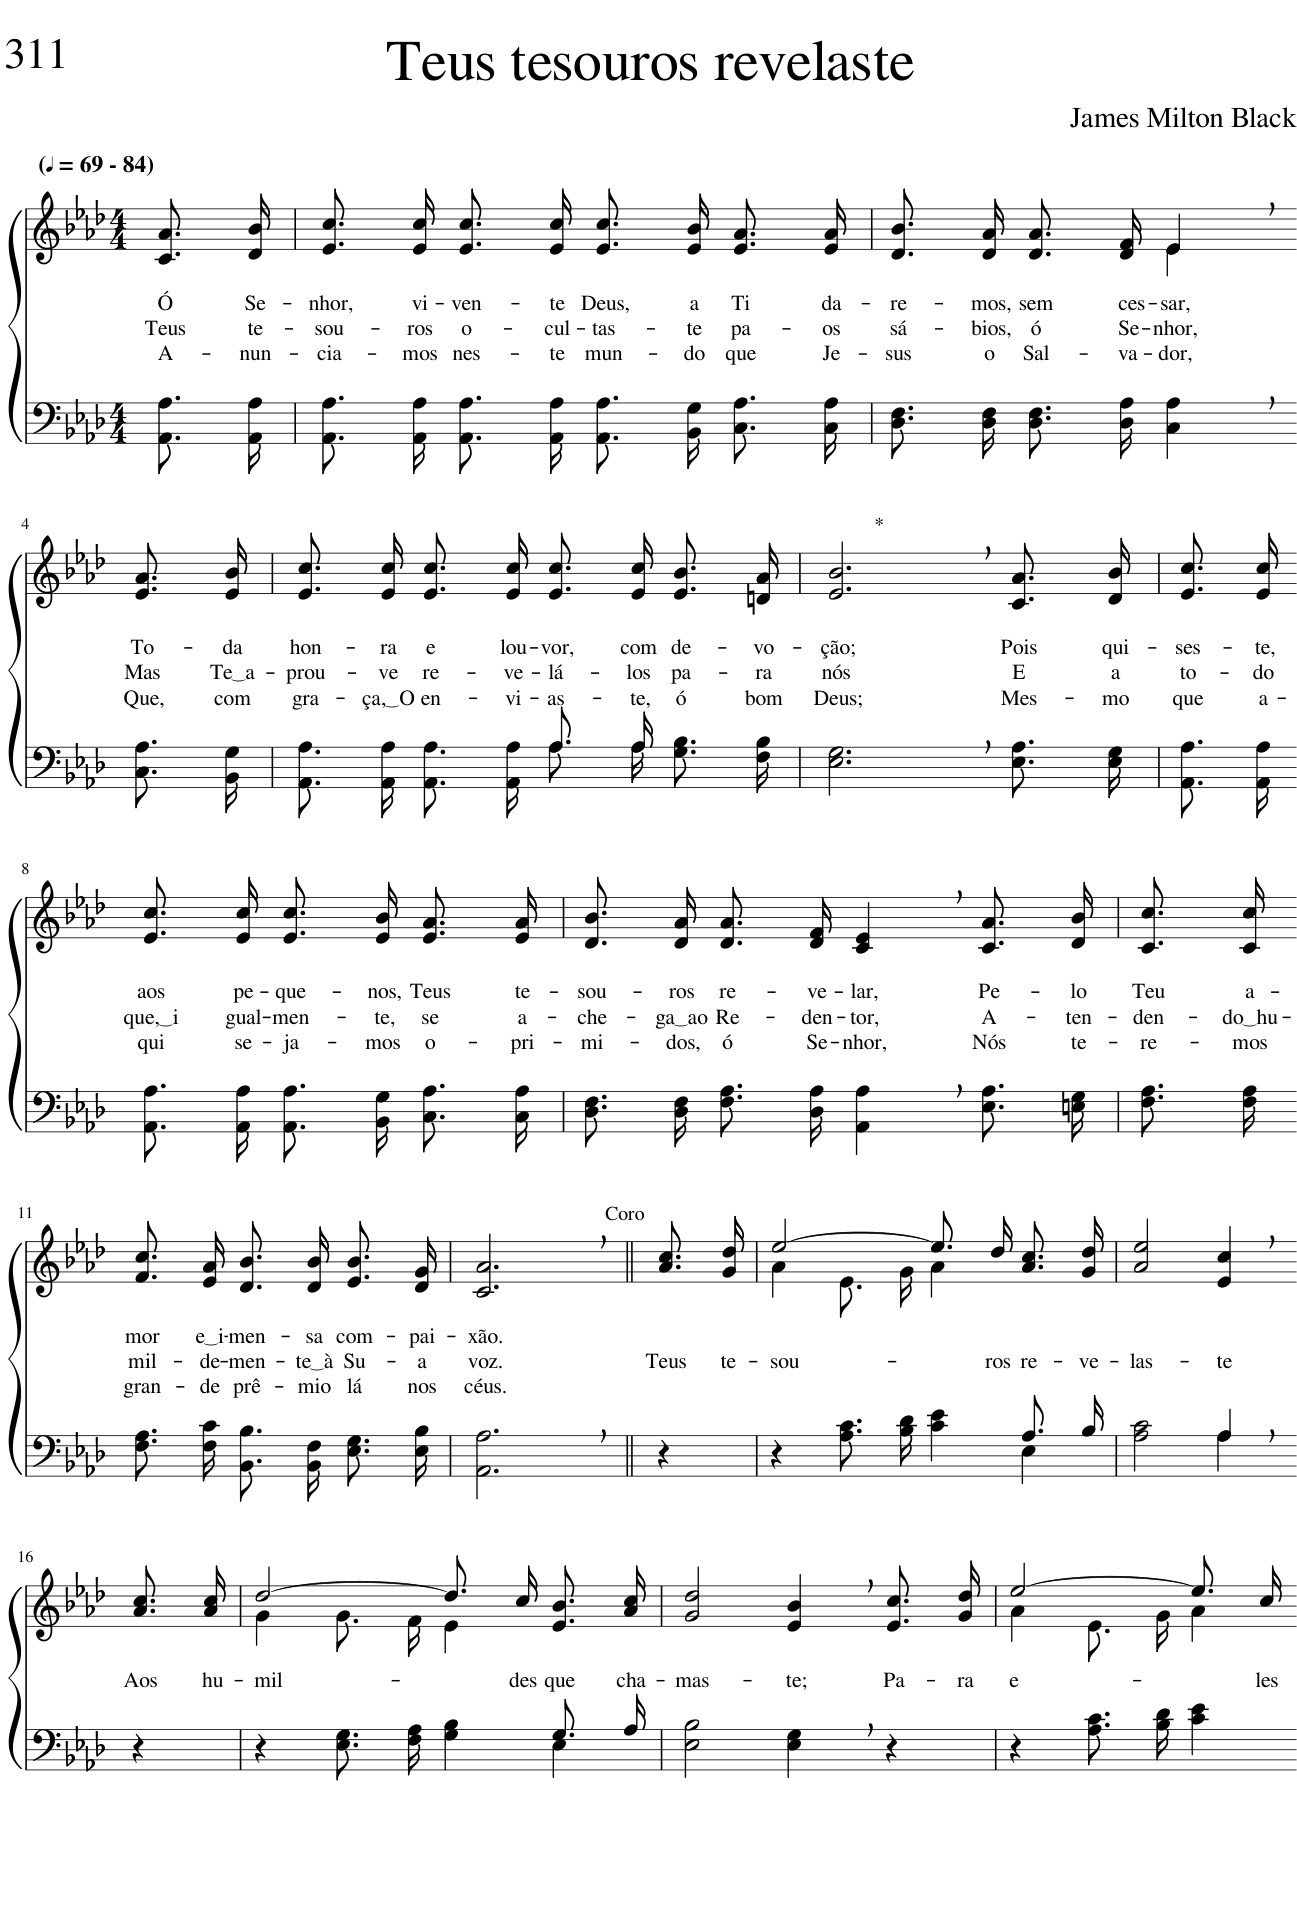 311
Teus tesouros revelaste
James Milton Black
(♩ = 69 - 84)
Ó Se - nhor, vi - ven - te Deus, a Ti da - re - mos, sem ces - sar,
Teus te - sou - ros o - cul - tas - te pa - os sá - bios, ó Se - nhor,
A - nun - cia - mos nes - te mun - do que Je - sus o Sal - va - dor,
4
*
To - da hon - ra e lou - vor, com de - vo - ção; Pois qui - ses - te,
Mas Te‿a - prou - ve re - ve - lá - los pa - ra nós E a to - do
Que, com gra - ça,‿O en - vi - as - te, ó bom Deus; Mes - mo que a -
8
aos pe - que - nos, Teus te - sou - ros re - ve - lar, Pe - lo Teu a -
que,‿i gual - men - te, se a - che - ga‿ao Re - den - tor, A - ten - den - do‿hu -
qui se - ja - mos o - pri - mi - dos, ó Se - nhor, Nós te - re - mos
11
Coro
mor e‿i - men - sa com - pai - xão.
mil - de - men - te‿à Su - a voz. Teus te - sou - ros re - ve - las - te
gran - de prê - mio lá nos céus.
16
Aos hu - mil - des que cha - mas - te; Pa - ra e - les